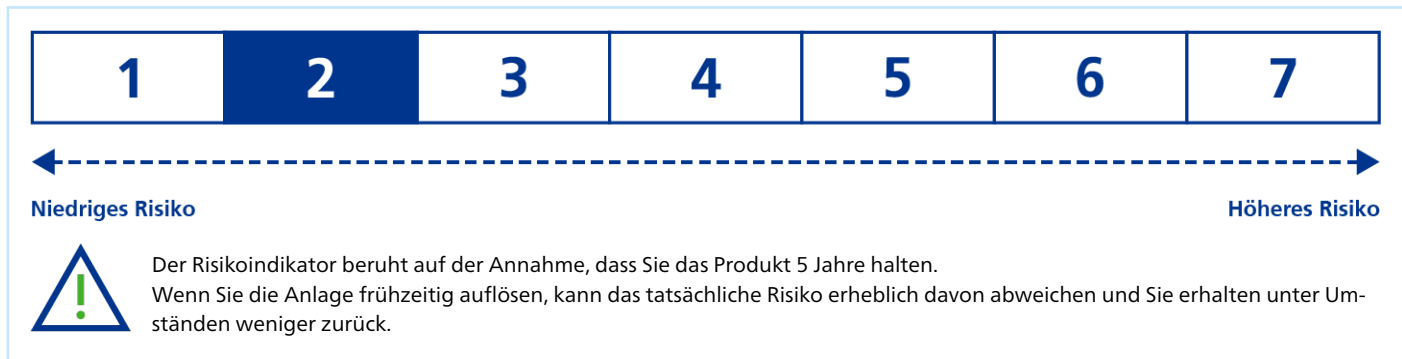 1 2 3 4 5 6 7
Niedriges Risiko Höheres Risiko
Der Risikoindikator beruht auf der Annahme, dass Sie das Produkt 5 Jahre halten.
Wenn Sie die Anlage frühzeitig auflösen, kann das tatsächliche Risiko erheblich davon abweichen und Sie erhalten unter Um-
ständen weniger zurück.